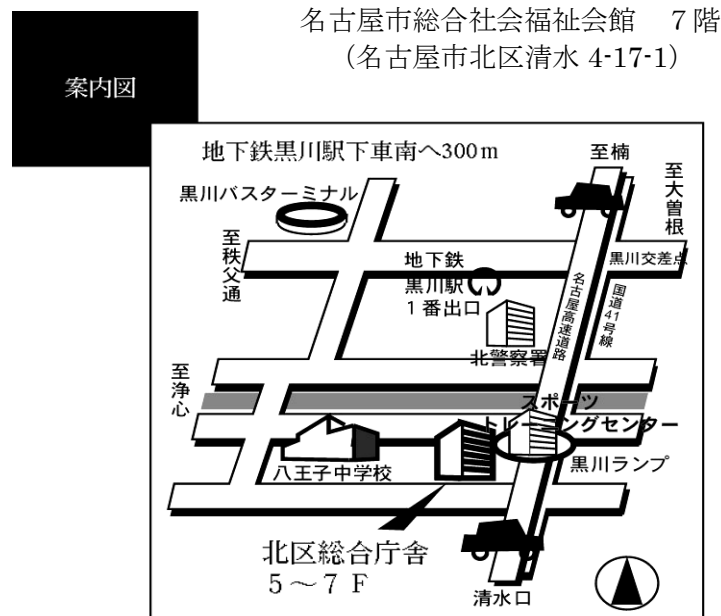 名古屋市総合社会福祉会館　７階
（名古屋市北区清水 4-17-1）
案内図
地下鉄黒川駅下車南へ300ｍ
至楠
至大曽根
黒川バスターミナル
至秩父通
地下鉄
黒川駅
１番出口
黒川交差点
名古屋高速道路
国道41号線
北警察署
至浄心
スポーツ
トレーニングセンター
八王子中学校
黒川ランプ
北区総合庁舎
５～７Ｆ
清水口